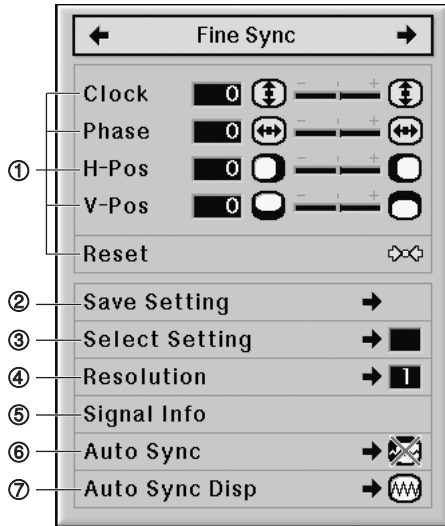 Fine Sync
Clock 0 - +
Phase 0 - +
① H-Pos 0 - +
V-Pos 0 - +
Reset
② Save Setting
③ Select Setting
④ Resolution 1
⑤ Signal Info
⑥ Auto Sync
⑦ Auto Sync Disp